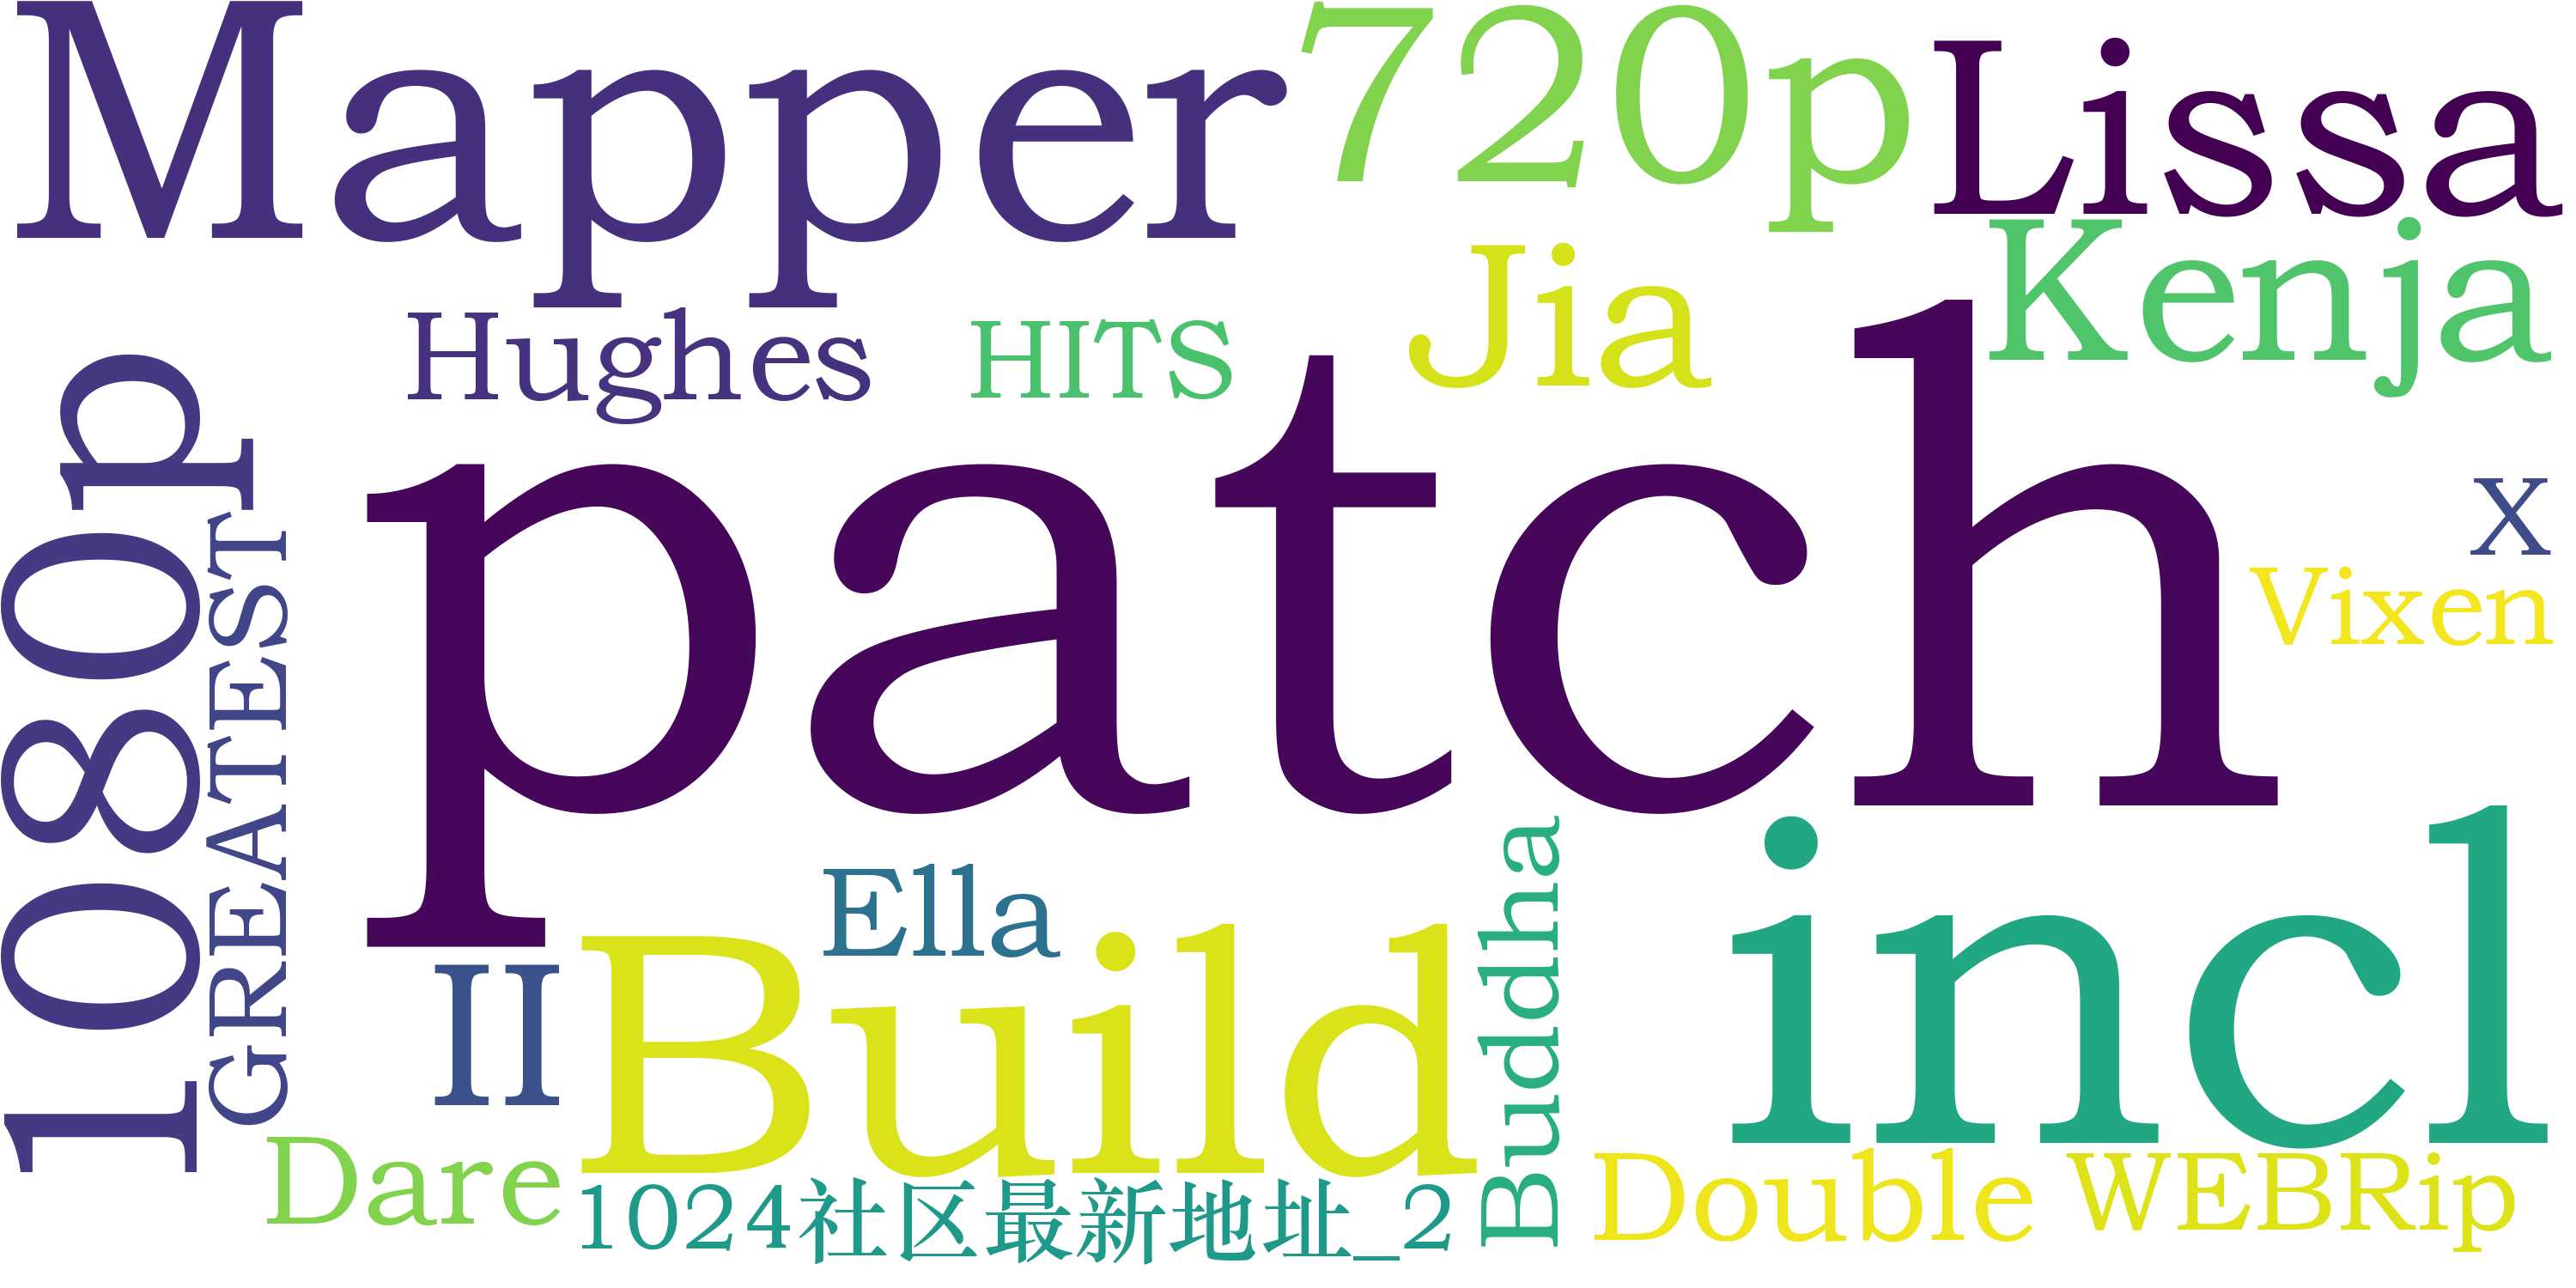 Mapper
720p
Lissa
Kenja
Jia
Hughes
HITS
1080p
GREATEST
patch
X
Vixen
incl
Build
Ella
II
Buddha
Dare
1024社区最新地址_2
Double
WEBRip